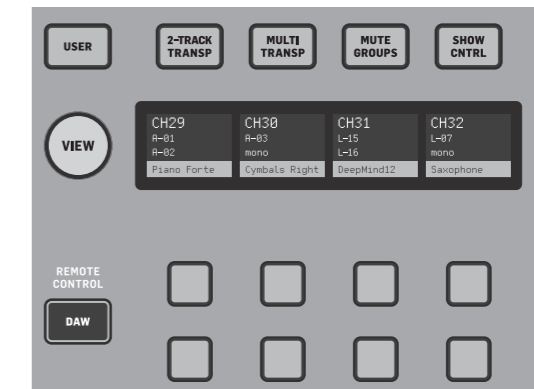 USER
2-TRACK
TRANSP
MULTI
TRANSP
MUTE
GROUPS
SHOW
CNTRL
VIEW
CH29
A-01
A-02
Piano Forte
CH30
A-03
mono
Cymbals Right
CH31
L-15
L-16
DeepMind12
CH32
L-07
mono
Saxophone
REMOTE
CONTROL
DAW